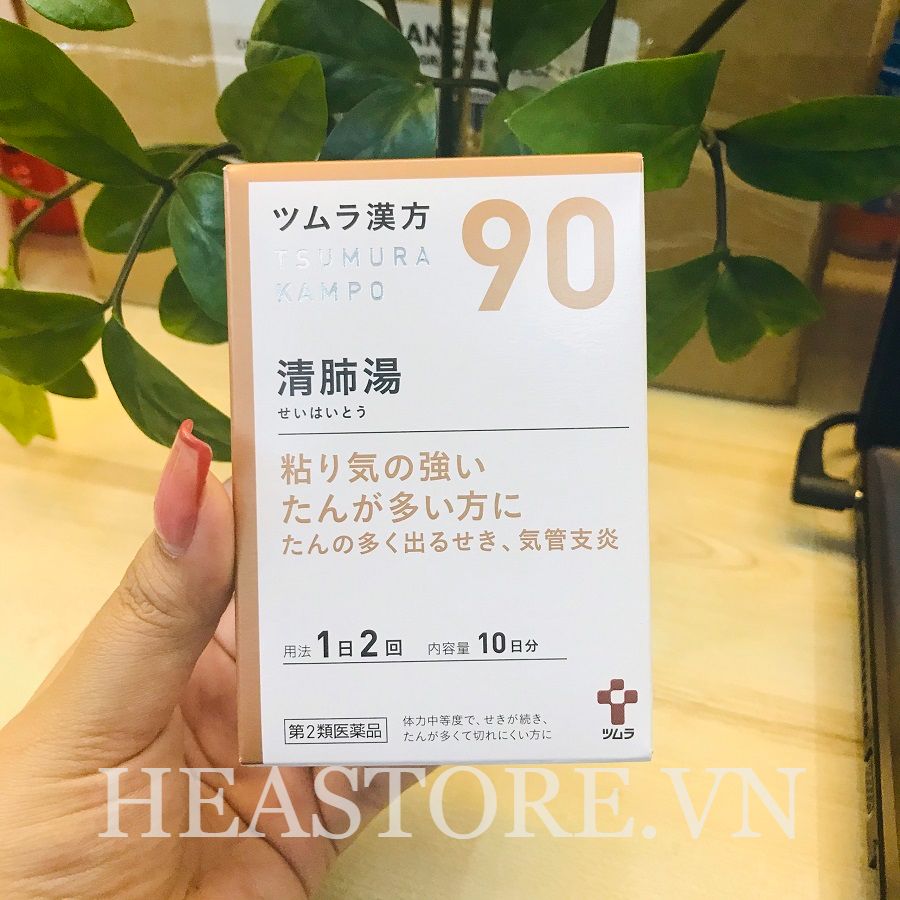 ツムラ漢方
TSUMURA
KAMPO
90
清肺湯
せいはいとう
粘り気の強い
たんが多い方に
たんの多く出るせき、気管支炎
用法 1日2回 内容量 10日分
第2類医薬品
体力中等度で、せきが続き、
たんが多くて切れにくい方に
ツムラ
HEASTORE.VN